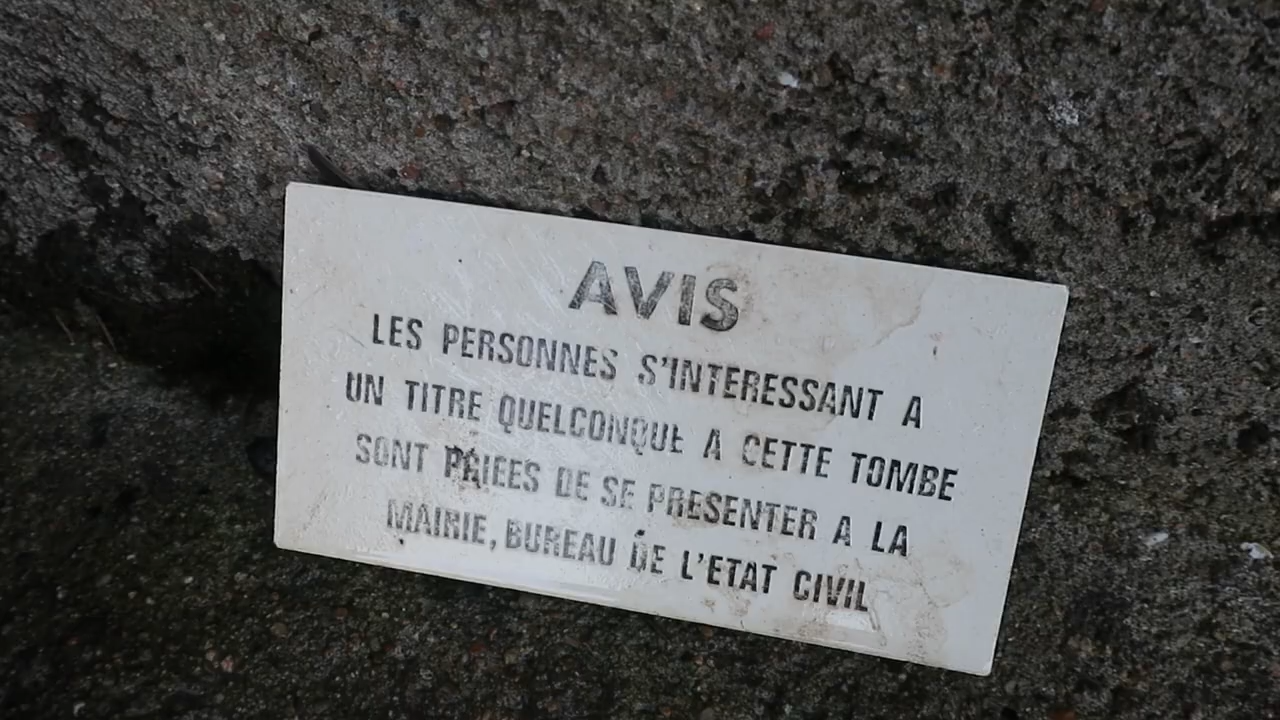 AVIS
LES PERSONNES S'INTERESSANT A
UN TITRE QUELCONQUE A CETTE TOMBE
SONT PRIEES DE SE PRESENTER A LA
MAIRIE, BUREAU DE L'ETAT CIVIL